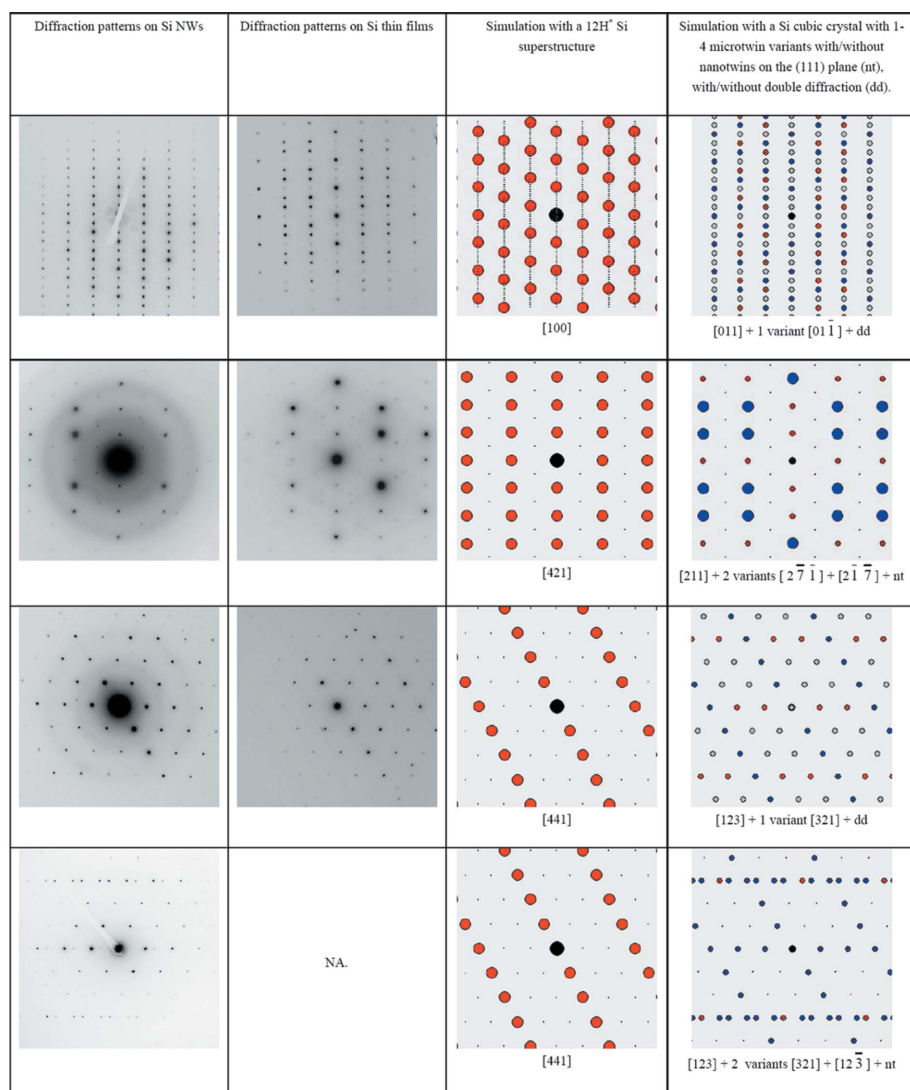 Diffraction patterns on Si NWs
Diffraction patterns on Si thin films
Simulation with a 12H* Si
superstructure
Simulation with a Si cubic crystal with 1-
4 microtwin variants with/without
nanotwins on the (111) plane (nt),
with/without double diffraction (dd).
[100]
[011] + 1 variant [01 1̅ ] + dd
[421]
[211] + 2 variants [ 2 7̅ 1̅ ] + [2 1̅ 7̅ ] + nt
[441]
[123] + 1 variant [321] + dd
NA.
[441]
[123] + 2 variants [321] + [12 3̅ ] + nt